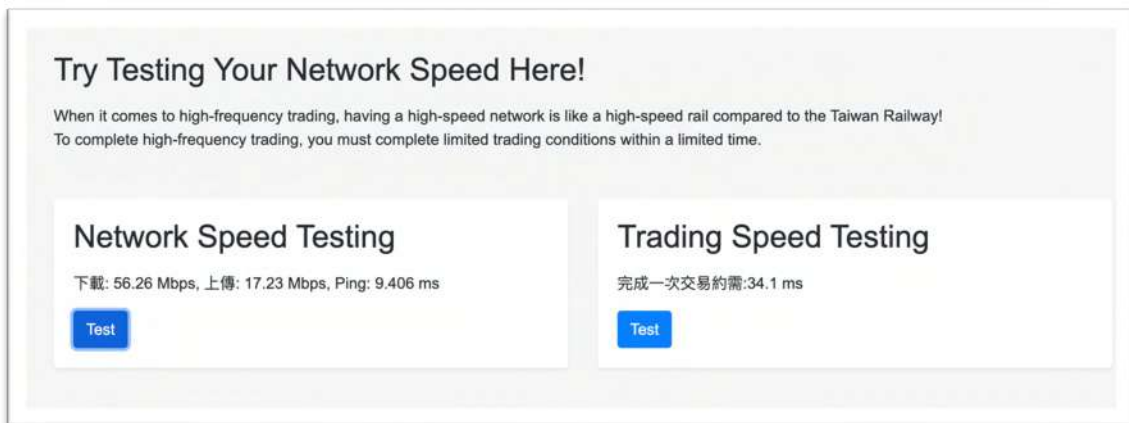 Try Testing Your Network Speed Here!
When it comes to high-frequency trading, having a high-speed network is like a high-speed rail compared to the Taiwan Railway!
To complete high-frequency trading, you must complete limited trading conditions within a limited time.
Network Speed Testing
下載: 56.26 Mbps, 上傳: 17.23 Mbps, Ping: 9.406 ms
Test
Trading Speed Testing
完成一次交易約需:34.1 ms
Test